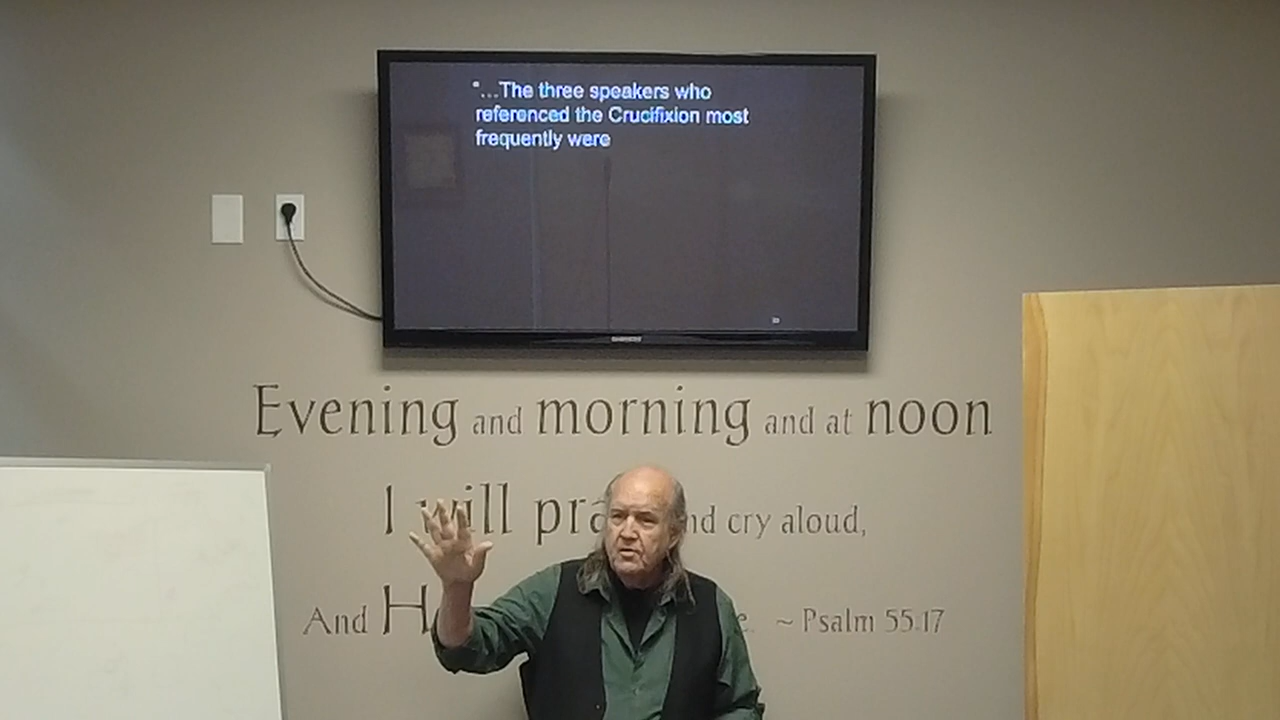 “...The three speakers who
referenced the Crucifixion most
frequently were
Evening and morning and at noon
I will pra nd cry aloud,
And H e. ~ Psalm 55.17